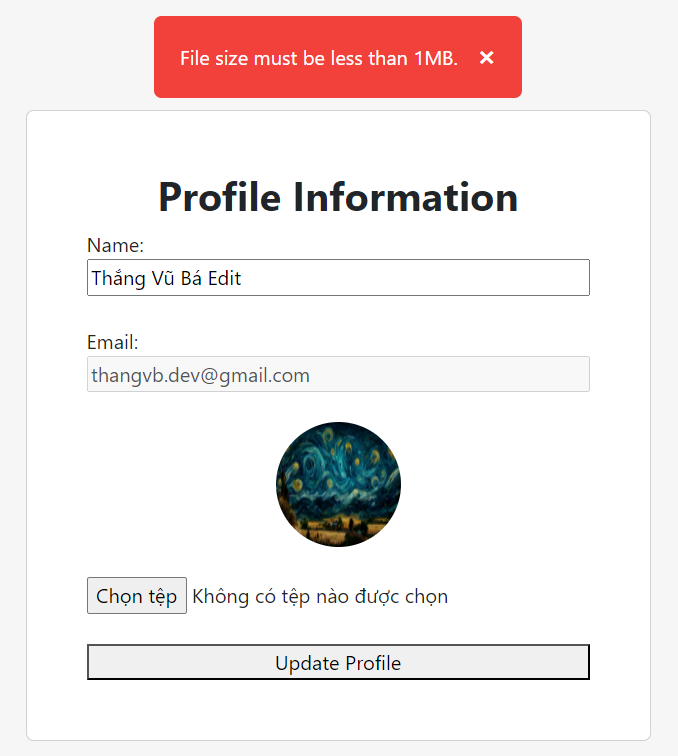 File size must be less than 1MB. ✕
Profile Information
Name:
Thắng Vũ Bá Edit
Email:
thangvb.dev@gmail.com
Chọn tệp Không có tệp nào được chọn
Update Profile